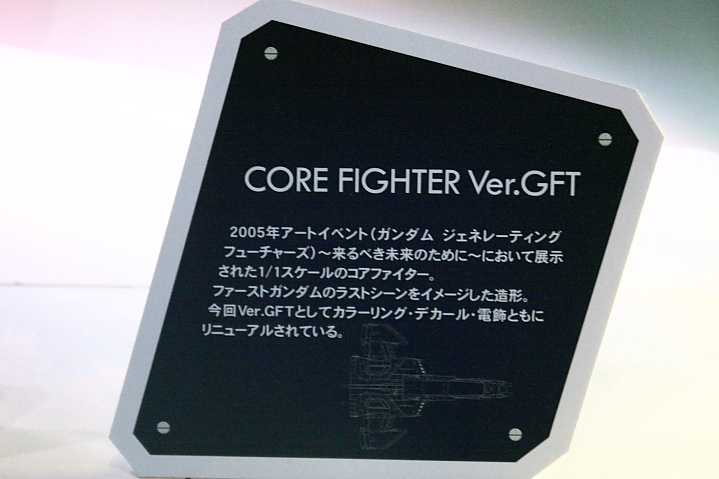 CORE FIGHTER Ver.GFT
2005年アートイベント(ガンダム ジェネレーティング
フューチャーズ)〜来るべき未来のために〜において展示
された1/1スケールのコアファイター。
ファーストガンダムのラストシーンをイメージした造形。
今回Ver.GFTとしてカラーリング・デカール・電飾ともに
リニューアルされている。